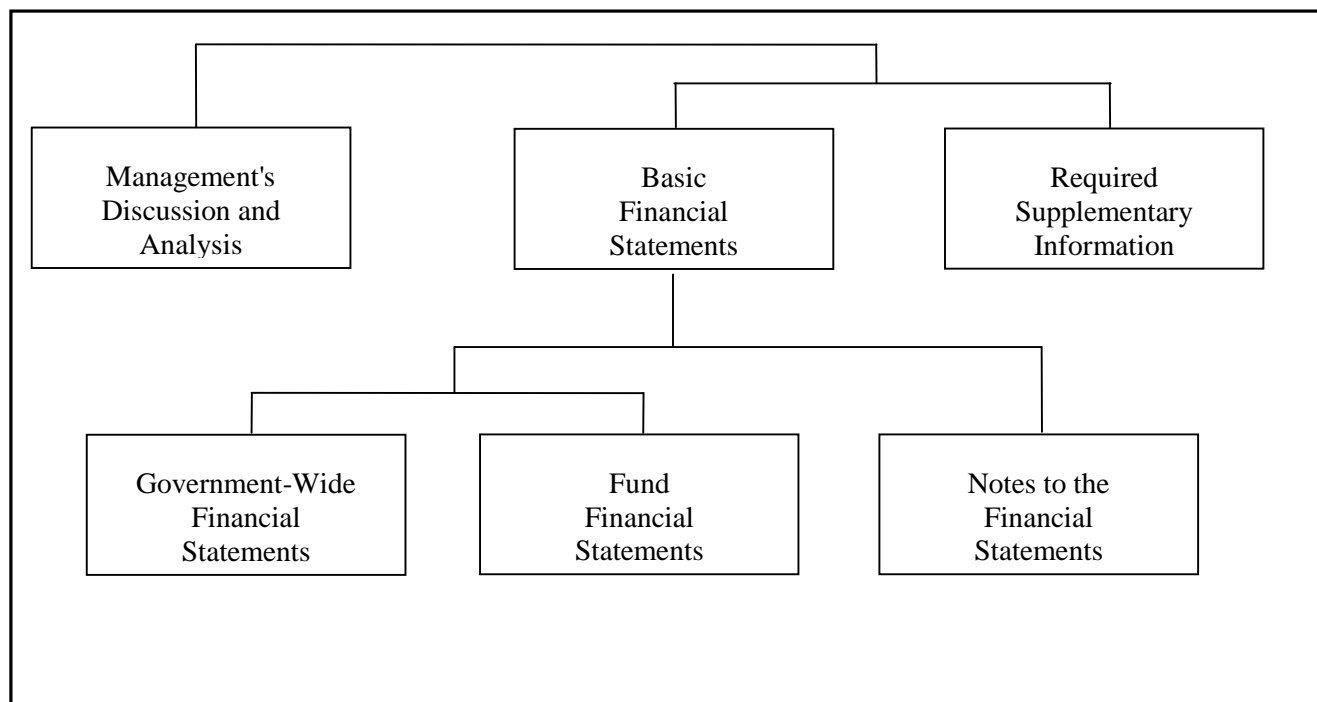 Management's
Discussion and
Analysis
Basic
Financial
Statements
Required
Supplementary
Information
Government-Wide
Financial
Statements
Fund
Financial
Statements
Notes to the
Financial
Statements